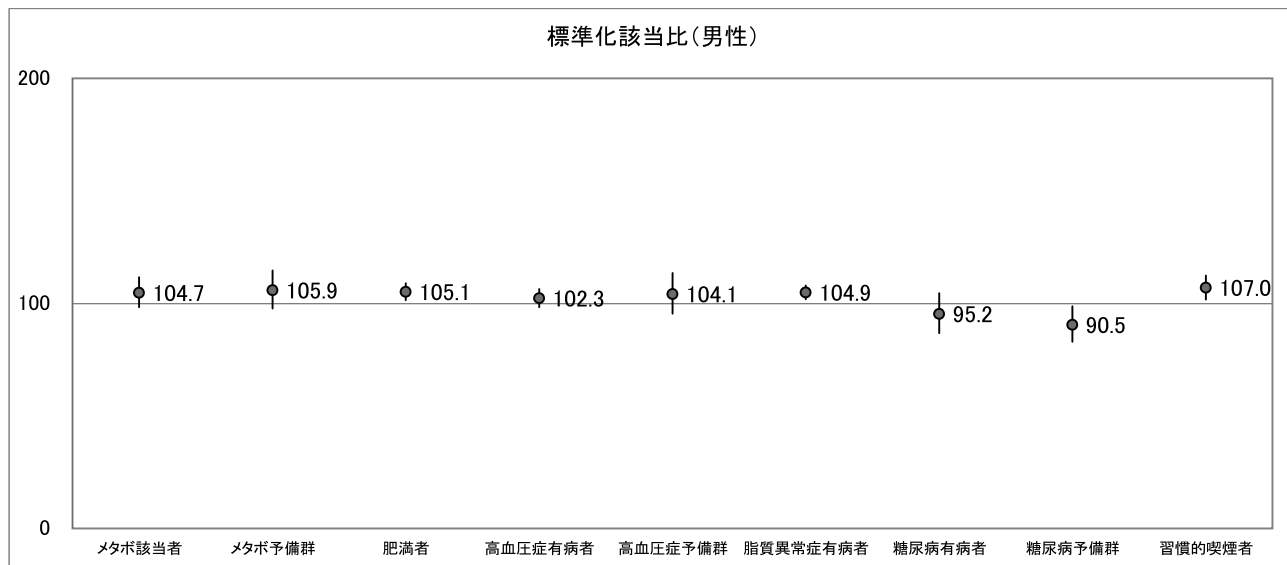 標準化該当比（男性）
200
104.7
105.9
105.1
102.3
104.1
104.9
95.2
90.5
107.0
100
0
メタボ該当者
メタボ予備群
肥満者
高血圧症有病者
高血圧症予備群
脂質異常症有病者
糖尿病有病者
糖尿病予備群
習慣的喫煙者